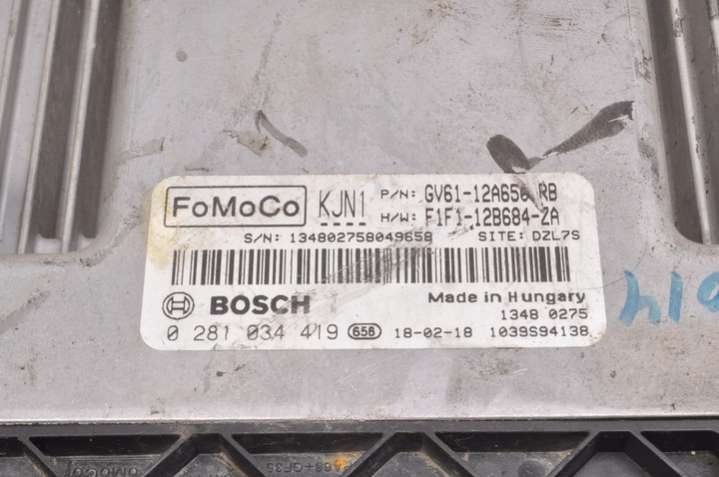 FoMoCo KJN1 P/N: GV61-12A650-RB
H/W: F1F1-12B684-ZA
S/N: 134802758049658 SITE: DZL7S
BOSCH Made in Hungary
1348 0275
0 281 034 419 656 18-02-18 1039S94138